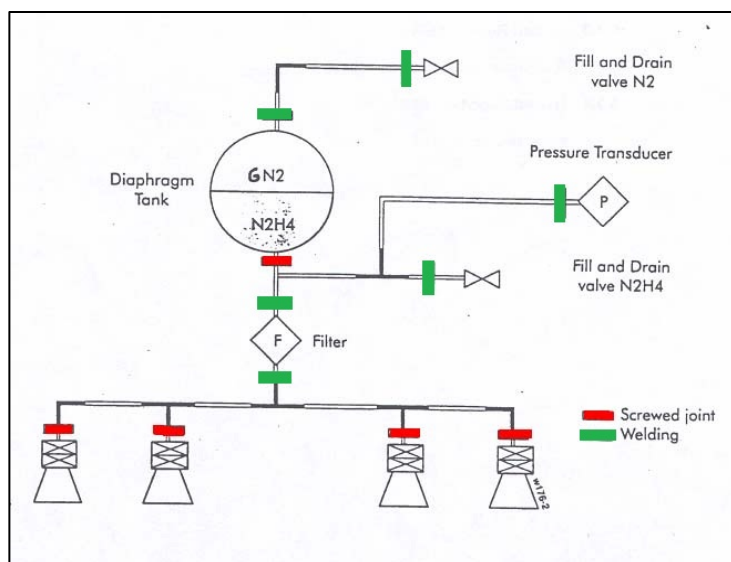 Fill and Drain
valve N2
Pressure Transducer
GN2
Diaphragm
Tank
P
N2H4
Fill and Drain
valve N2H4
F
Filter
Screwed joint
Welding
w176-2